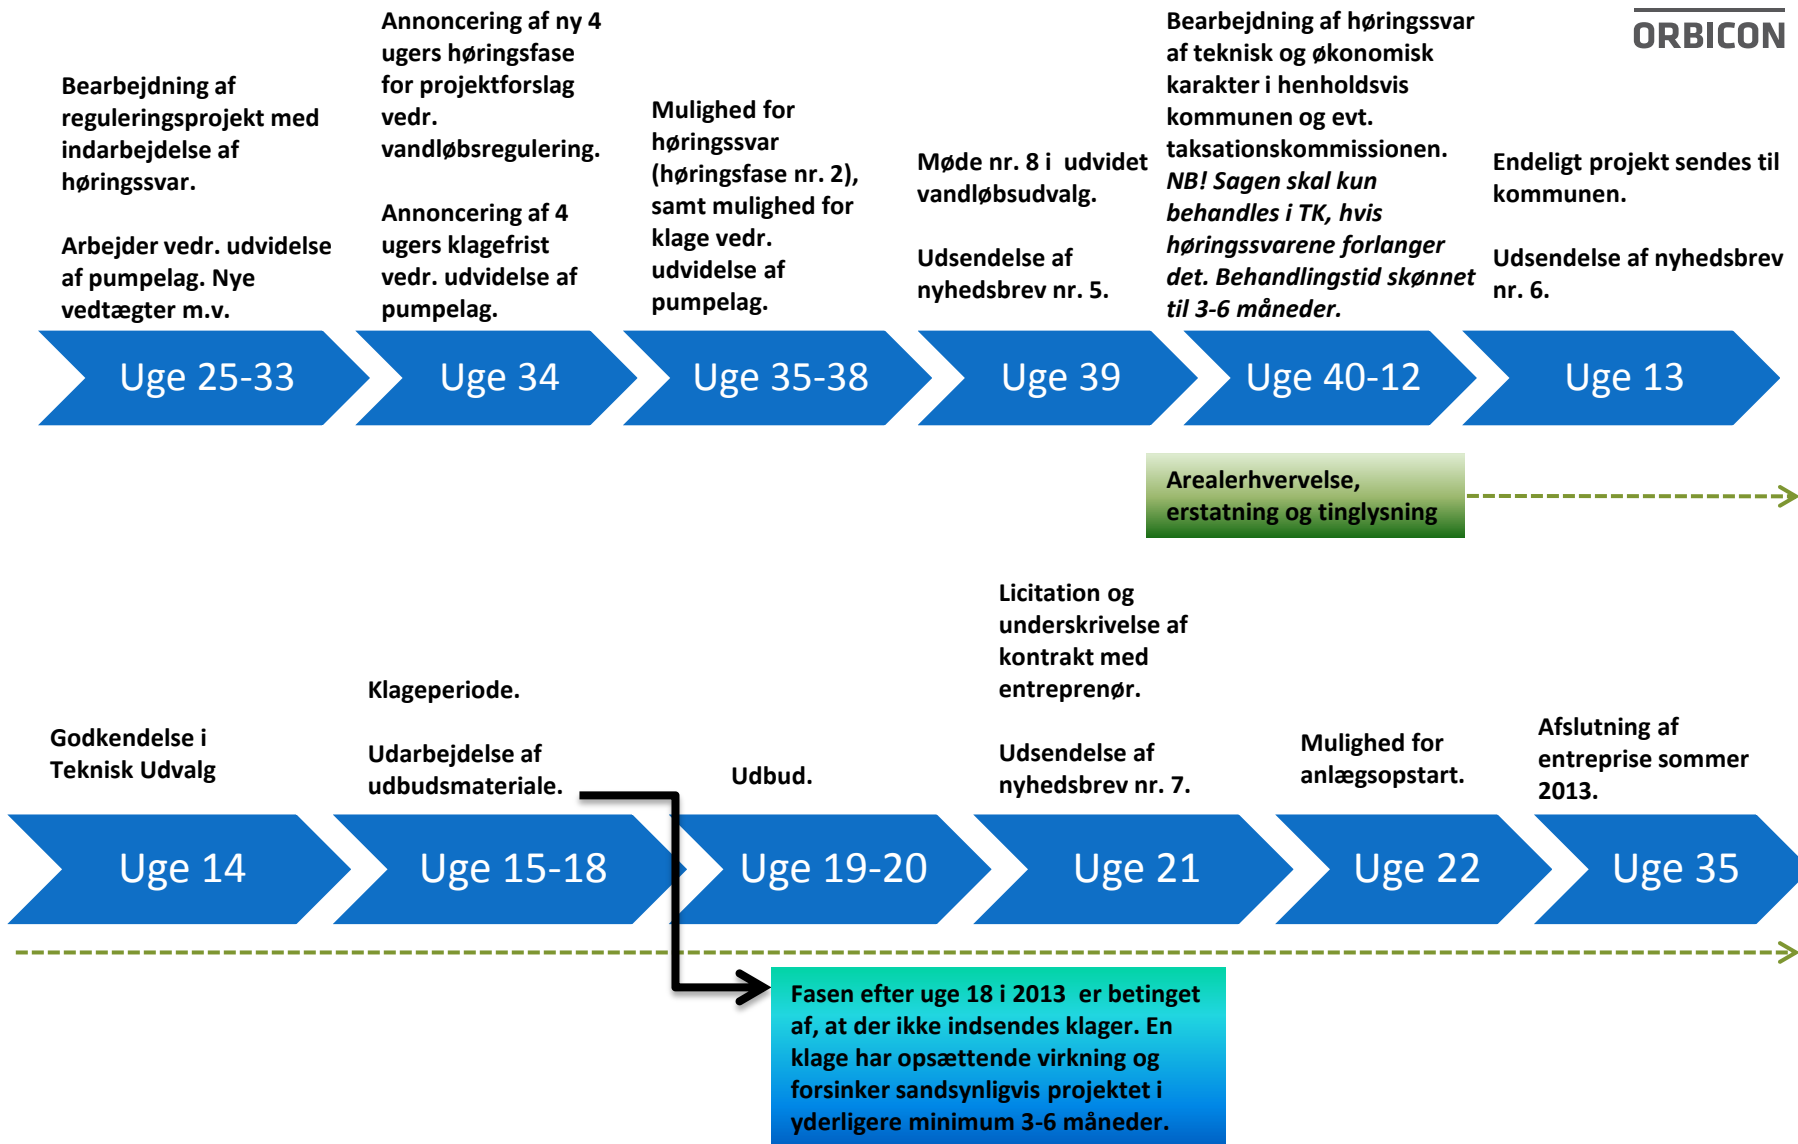 ORBICON
Bearbejdning af
reguleringsprojekt med
indarbejdelse af
høringssvar.
Arbejder vedr. udvidelse
af pumpelag. Nye
vedtægter m.v.
Annoncering af ny 4
ugers høringsfase
for projektforslag
vedr.
vandløbsregulering.
Annoncering af 4
ugers klagefrist
vedr. udvidelse af
pumpelag.
Mulighed for
høringssvar
(høringsfase nr. 2),
samt mulighed for
klage vedr.
udvidelse af
pumpelag.
Møde nr. 8 i udvidet
vandløbsudvalg.
Udsendelse af
nyhedsbrev nr. 5.
Bearbejdning af høringssvar
af teknisk og økonomisk
karakter i henholdsvis
kommunen og evt.
taksationskommissionen.
NB! Sagen skal kun
behandles i TK, hvis
høringssvarene forlanger
det. Behandlingstid skønnet
til 3-6 måneder.
Endeligt projekt sendes til
kommunen.
Udsendelse af nyhedsbrev
nr. 6.
Uge 25-33
Uge 34
Uge 35-38
Uge 39
Uge 40-12
Uge 13
Arealerhvervelse,
erstatning og tinglysning
Godkendelse i
Teknisk Udvalg
Klageperiode.
Udarbejdelse af
udbudsmateriale.
Udbud.
Licitation og
underskrivelse af
kontrakt med
entreprenør.
Udsendelse af
nyhedsbrev nr. 7.
Mulighed for
anlægsopstart.
Afslutning af
entreprise sommer
2013.
Uge 14
Uge 15-18
Uge 19-20
Uge 21
Uge 22
Uge 35
Fasen efter uge 18 i 2013 er betinget
af, at der ikke indsendes klager. En
klage har opsættende virkning og
forsinker sandsynligvis projektet i
yderligere minimum 3-6 måneder.